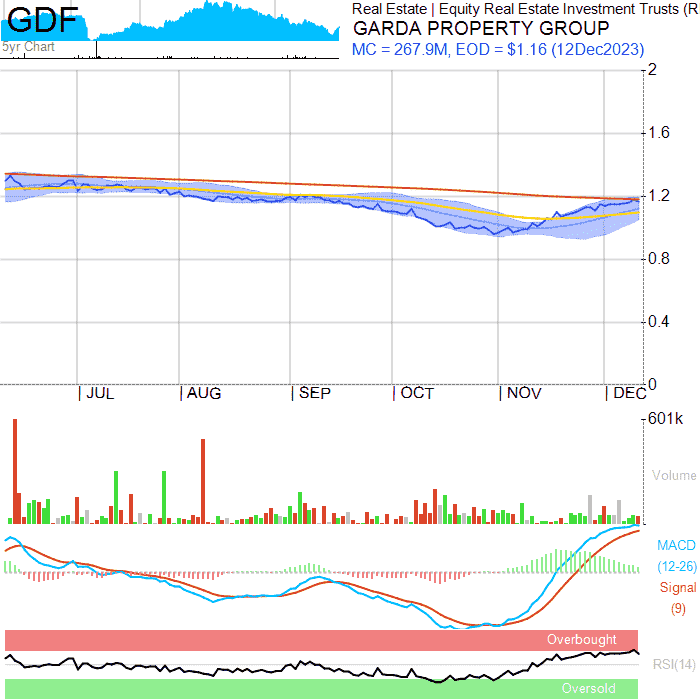 GDF
5yr Chart
Real Estate | Equity Real Estate Investment Trusts (R
GARDA PROPERTY GROUP
MC = 267.9M, EOD = $1.16 (12Dec2023)
2
1.6
1.2
0.8
0.4
0
| JUL | AUG | SEP | OCT | NOV | DEC
601k
Volume
MACD
(12-26)
Signal
(9)
Overbought
RSI(14)
Oversold